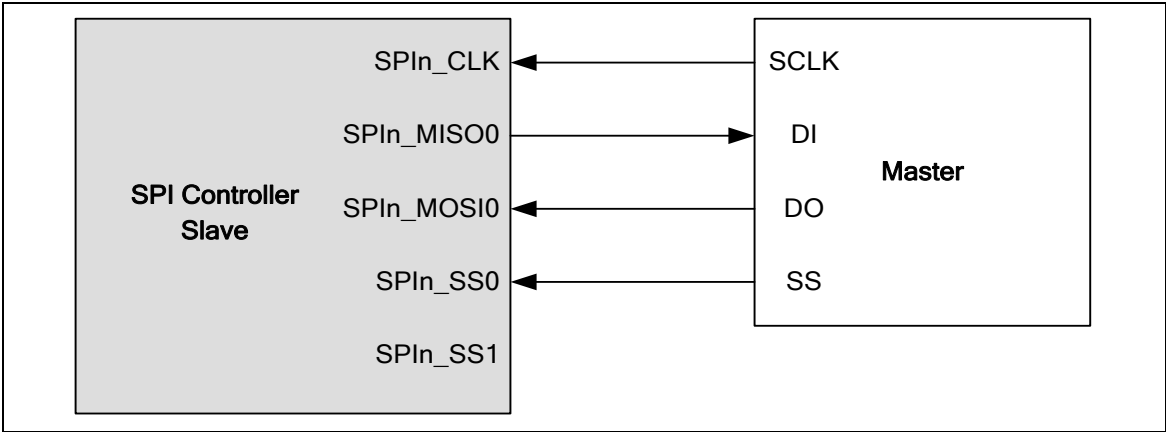 SPIn_CLK
SCLK
SPIn_MISO0
DI
SPI Controller
Slave
Master
SPIn_MOSI0
DO
SPIn_SS0
SS
SPIn_SS1